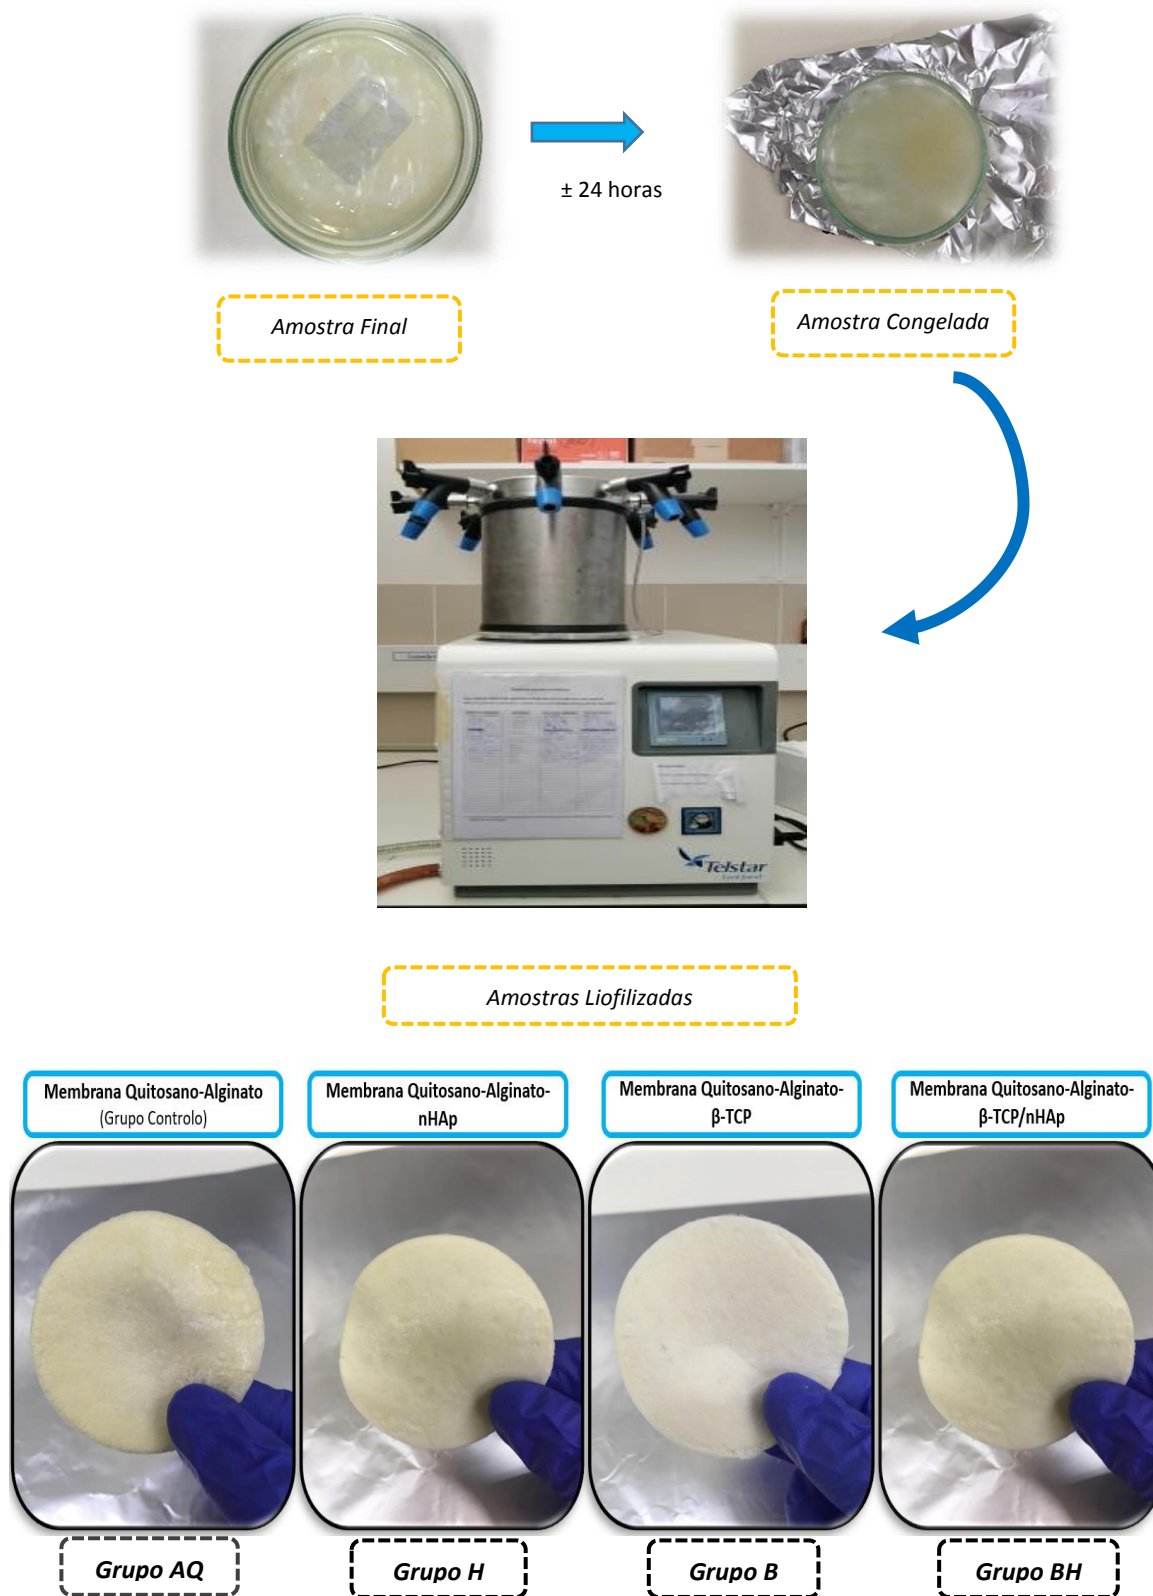 ± 24 horas
Amostra Final
Amostra Congelada
Telstar
Amostras Liofilizadas
Membrana Quitosano-Alginato
(Grupo Controlo)
Membrana Quitosano-Alginato-
nHAp
Membrana Quitosano-Alginato-
β-TCP
Membrana Quitosano-Alginato-
β-TCP/nHAp
Grupo AQ
Grupo H
Grupo B
Grupo BH